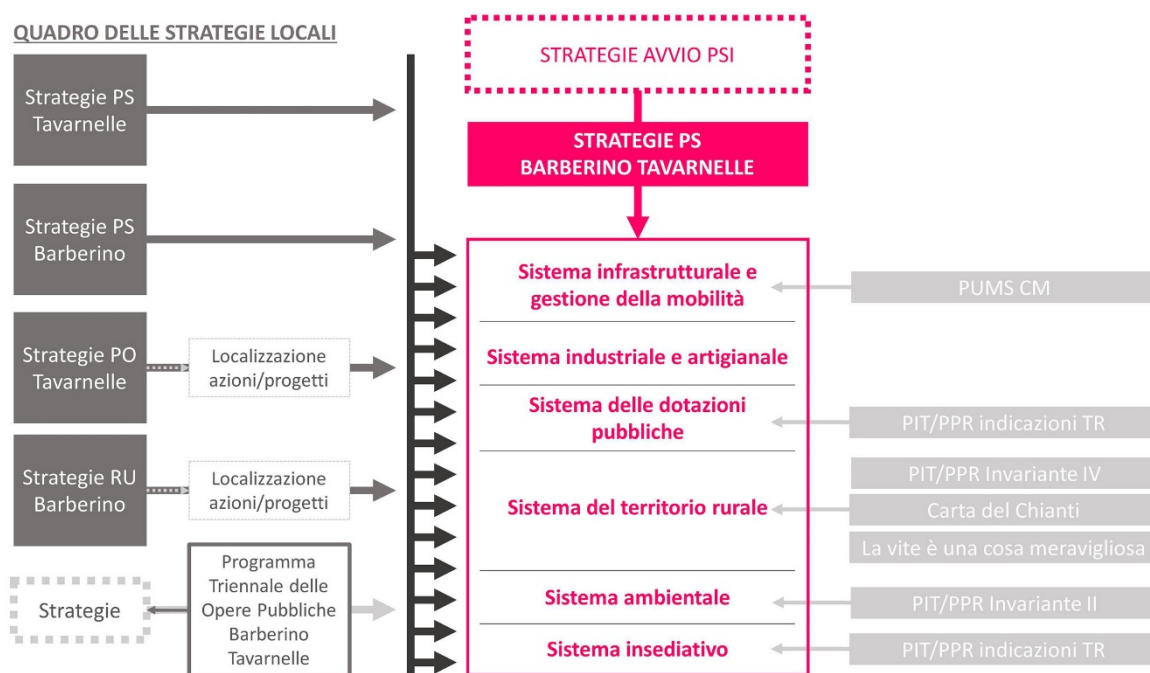 QUADRO DELLE STRATEGIE LOCALI
Strategie PS
Tavarnelle
Strategie PS
Barberino
Strategie PO
Tavarnelle
Localizzazione
azioni/progetti
Strategie RU
Barberino
Localizzazione
azioni/progetti
Strategie
Programma
Triennale delle
Opere Pubbliche
Barberino
Tavarnelle
STRATEGIE AVVIO PSI
STRATEGIE PS
BARBERINO TAVARNELLE
Sistema infrastrutturale e
gestione della mobilità
Sistema industriale e artigianale
Sistema delle dotazioni
pubbliche
Sistema del territorio rurale
Sistema ambientale
Sistema insediativo
PUMS CM
PIT/PPR indicazioni TR
PIT/PPR Invariante IV
Carta del Chianti
La vite è una cosa meravigliosa
PIT/PPR Invariante II
PIT/PPR indicazioni TR